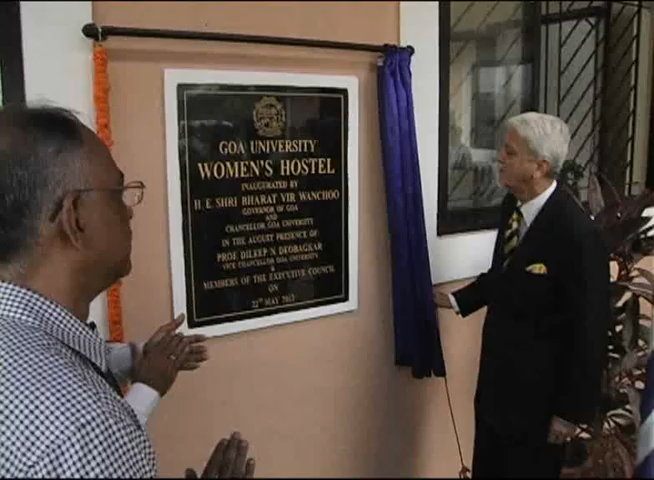 GOA UNIVERSITY
WOMEN'S HOSTEL
INAUGURATED BY
H. E. SHRI BHARAT VIR WANCHOO
GOVERNOR OF GOA
AND
CHANCELLOR, GOA UNIVERSITY
IN THE AUGUST PRESENCE OF
PROF. DILEEP N. DEOBAGKAR
VICE CHANCELLOR GOA UNIVERSITY
&
MEMBERS OF THE EXECUTIVE COUNCIL
ON
22ND MAY 2012